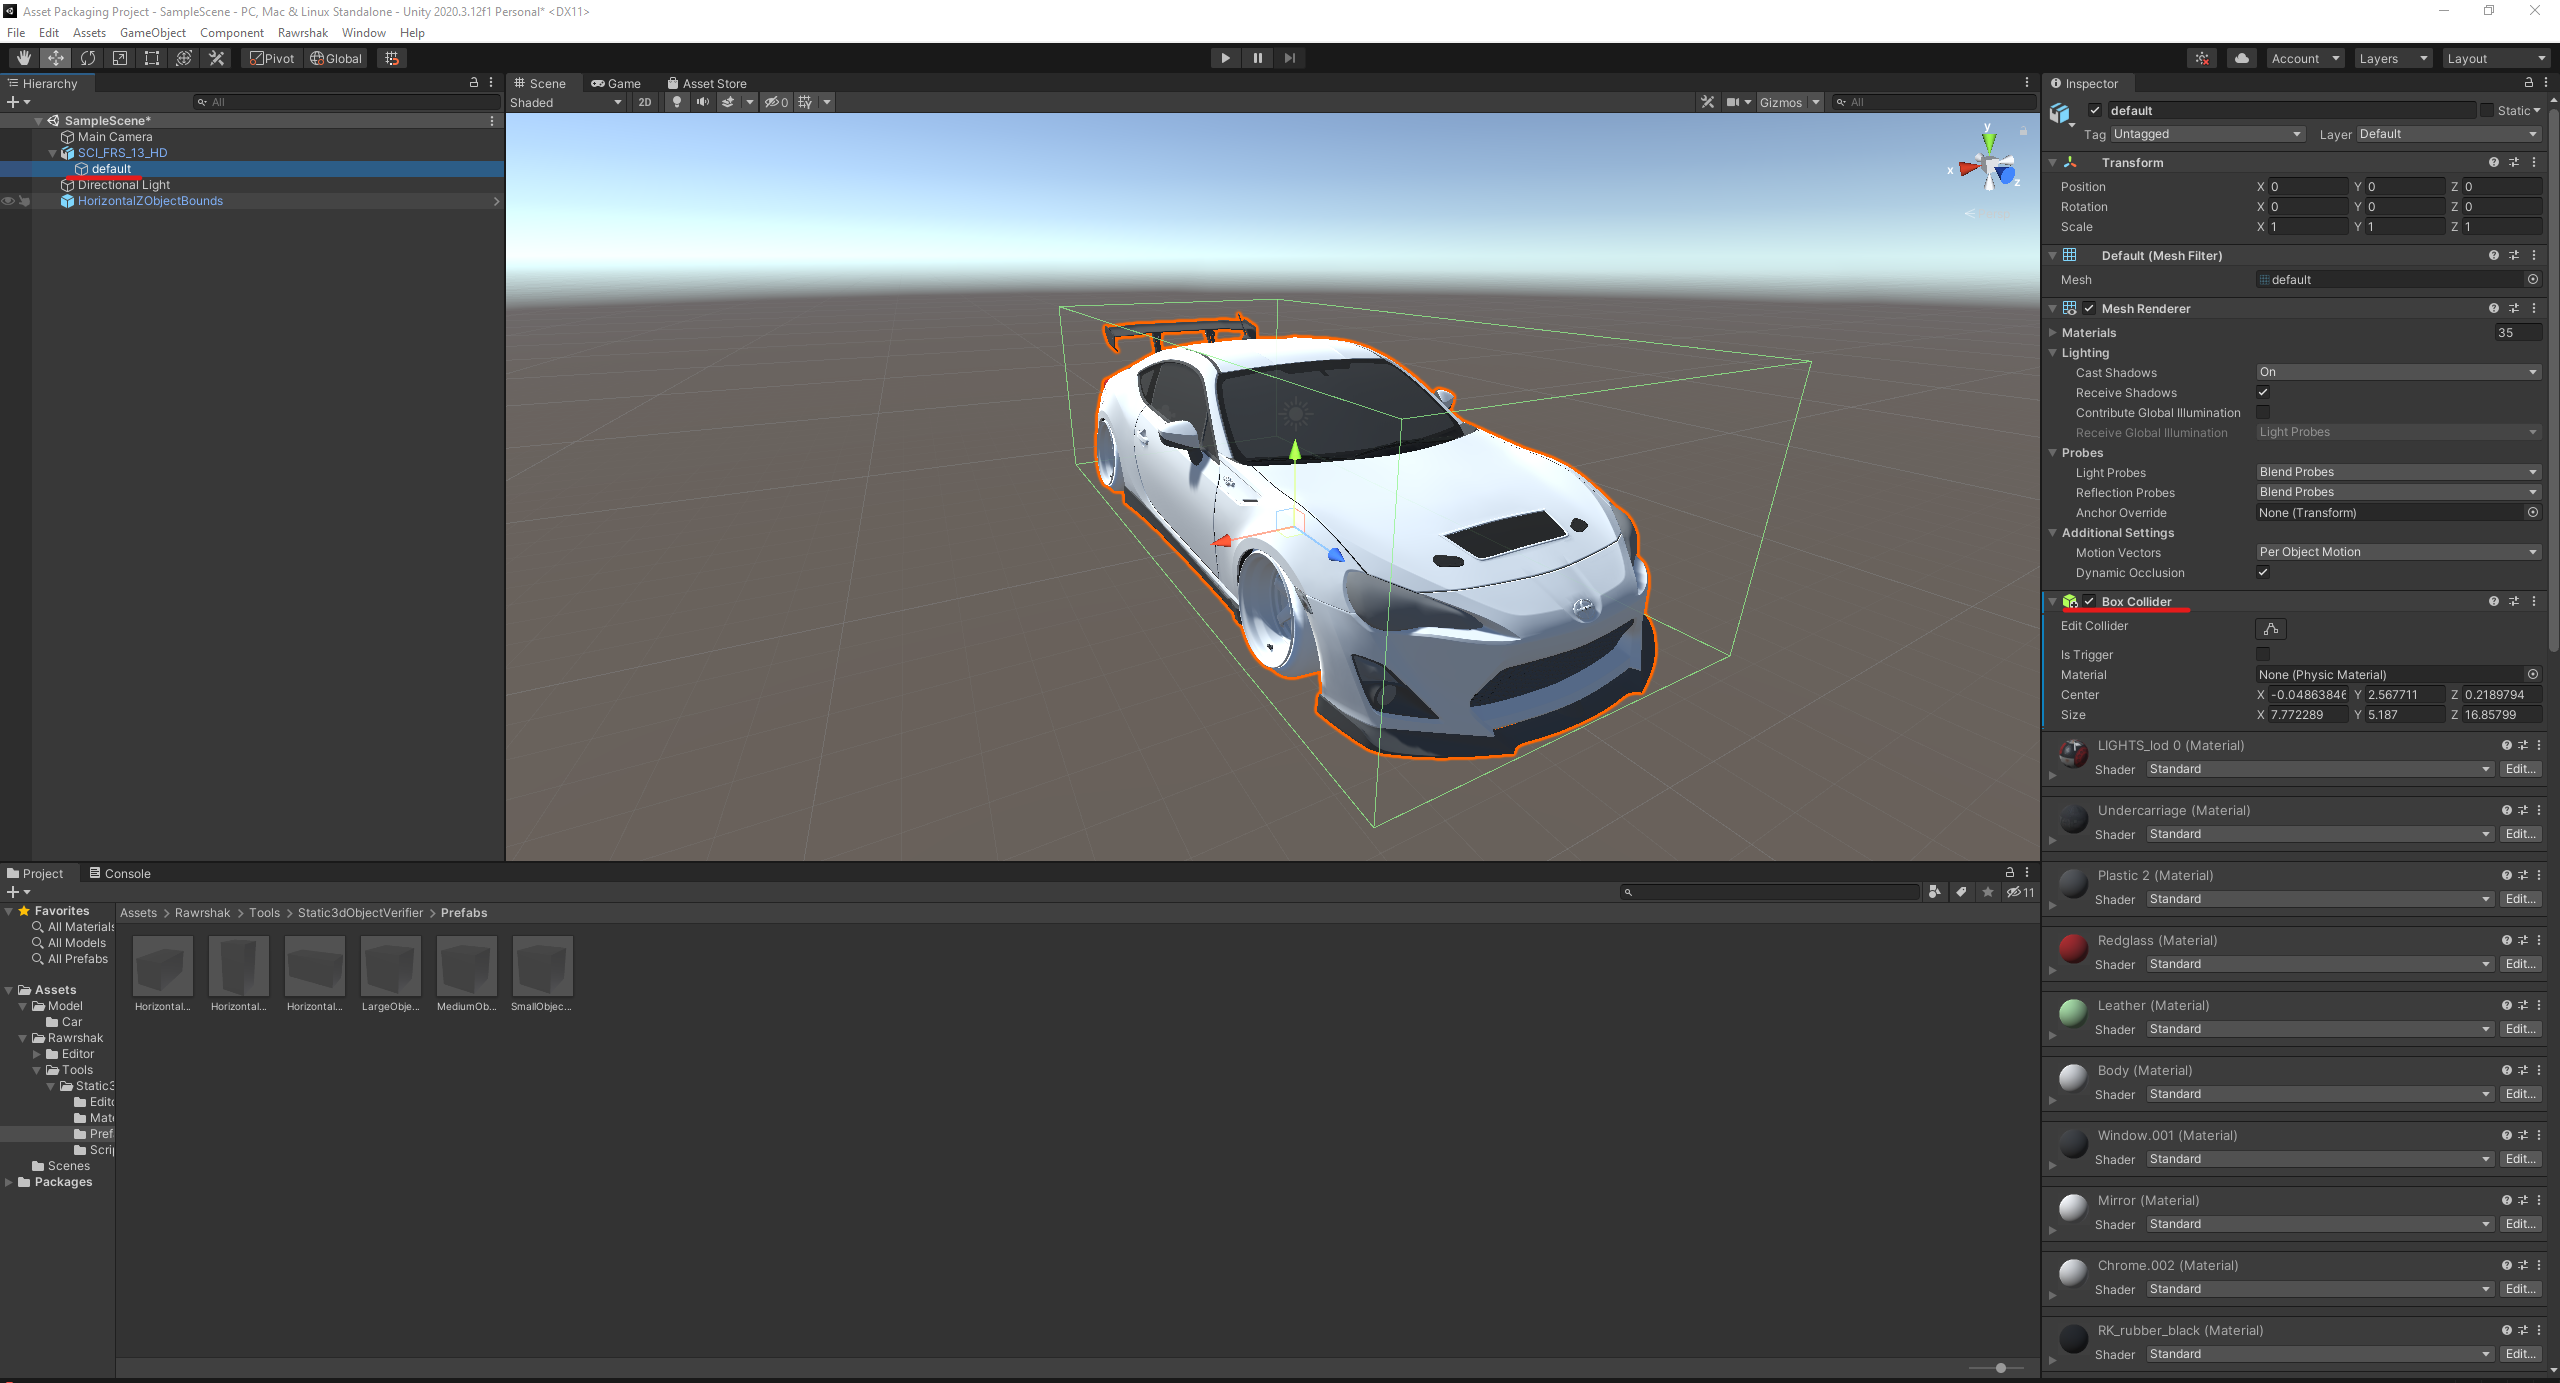 Asset Packaging Project - SampleScene - PC, Mac & Linux Standalone - Unity 2020.3.12f1 Personal* <DX11>
File Edit Assets GameObject Component Rawrshak Window Help
Pivot Global Account Layers Layout
Hierarchy
All
SampleScene*
Main Camera
SCI_FRS_13_HD
default
Directional Light
HorizontalZObjectBounds
Scene Game Asset Store
Shaded 2D 0 Gizmos All
y
x
z
Inspector
default Static
Tag Untagged Layer Default
Transform
Position X 0 Y 0 Z 0
Rotation X 0 Y 0 Z 0
Scale X 1 Y 1 Z 1
Default (Mesh Filter)
Mesh default
Mesh Renderer
Materials 35
Lighting
Cast Shadows On
Receive Shadows
Contribute Global Illumination
Receive Global Illumination Light Probes
Probes
Light Probes Blend Probes
Reflection Probes Blend Probes
Anchor Override None (Transform)
Additional Settings
Motion Vectors Per Object Motion
Dynamic Occlusion
Box Collider
Edit Collider
Is Trigger
Material None (Physic Material)
Center X -0.04863846 Y 2.567711 Z 0.2189794
Size X 7.772289 Y 5.187 Z 16.85799
LIGHTS_lod 0 (Material)
Shader Standard Edit...
Undercarriage (Material)
Shader Standard Edit...
Plastic 2 (Material)
Shader Standard Edit...
Redglass (Material)
Shader Standard Edit...
Leather (Material)
Shader Standard Edit...
Body (Material)
Shader Standard Edit...
Window.001 (Material)
Shader Standard Edit...
Mirror (Material)
Shader Standard Edit...
Chrome.002 (Material)
Shader Standard Edit...
RK_rubber_black (Material)
Shader Standard Edit...
Project Console
11
Favorites
All Materials
All Models
All Prefabs
Assets
Model
Car
Rawrshak
Editor
Tools
Static3
Edito
Mate
Prefa
Scrip
Scenes
Packages
Assets > Rawrshak > Tools > Static3dObjectVerifier > Prefabs
Horizontal... Horizontal... Horizontal... LargeObje... MediumOb... SmallObjec...